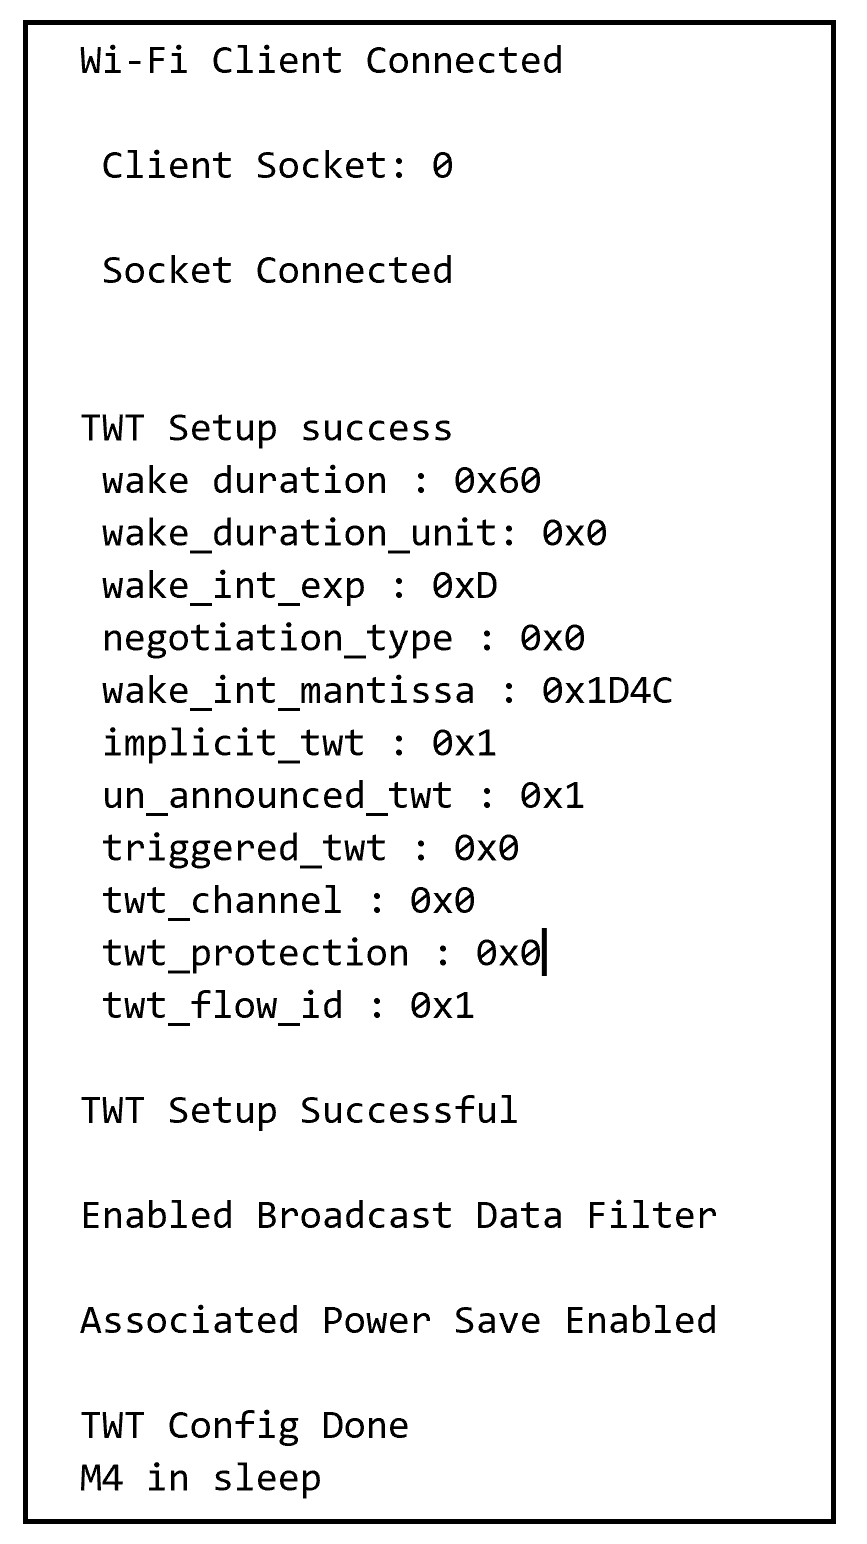 Wi-Fi Client Connected
Client Socket: 0
Socket Connected
TWT Setup success
wake duration : 0x60
wake_duration_unit: 0x0
wake_int_exp : 0xD
negotiation_type : 0x0
wake_int_mantissa : 0x1D4C
implicit_twt : 0x1
un_announced_twt : 0x1
triggered_twt : 0x0
twt_channel : 0x0
twt_protection : 0x0
twt_flow_id : 0x1
TWT Setup Successful
Enabled Broadcast Data Filter
Associated Power Save Enabled
TWT Config Done
M4 in sleep